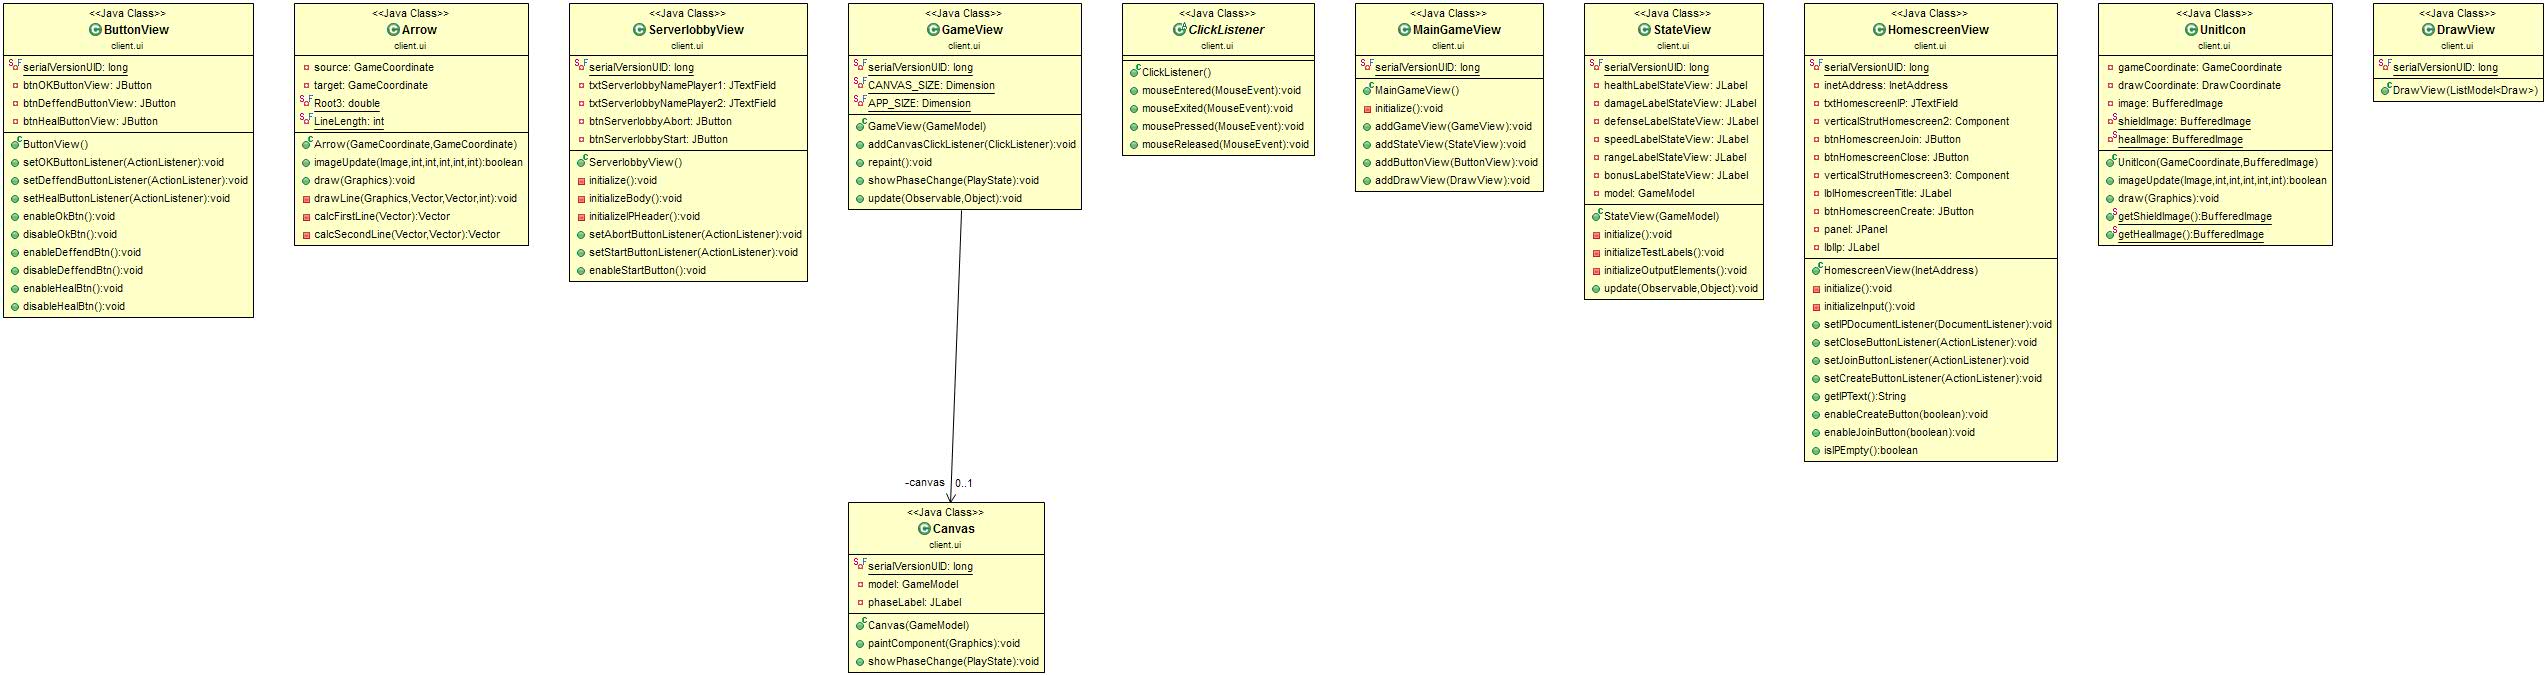 <<Java Class>>
ButtonView
client.ui
serialVersionUID: long
btnOKButtonView: JButton
btnDeffendButtonView: JButton
btnHealButtonView: JButton
ButtonView()
setOKButtonListener(ActionListener):void
setDeffendButtonListener(ActionListener):void
setHealButtonListener(ActionListener):void
enableOkBtn():void
disableOkBtn():void
enableDeffendBtn():void
disableDeffendBtn():void
enableHealBtn():void
disableHealBtn():void
<<Java Class>>
Arrow
client.ui
source: GameCoordinate
target: GameCoordinate
Root3: double
LineLength: int
Arrow(GameCoordinate,GameCoordinate)
imageUpdate(Image,int,int,int,int,int):boolean
draw(Graphics):void
drawLine(Graphics,Vector,Vector,int):void
calcFirstLine(Vector):Vector
calcSecondLine(Vector,Vector):Vector
<<Java Class>>
ServerlobbyView
client.ui
serialVersionUID: long
txtServerlobbyNamePlayer1: JTextField
txtServerlobbyNamePlayer2: JTextField
btnServerlobbyAbort: JButton
btnServerlobbyStart: JButton
ServerlobbyView()
initialize():void
initializeBody():void
initializeIPHeader():void
setAbortButtonListener(ActionListener):void
setStartButtonListener(ActionListener):void
enableStartButton():void
<<Java Class>>
GameView
client.ui
serialVersionUID: long
CANVAS_SIZE: Dimension
APP_SIZE: Dimension
GameView(GameModel)
addCanvasClickListener(ClickListener):void
repaint():void
showPhaseChange(PlayState):void
update(Observable,Object):void
-canvas
0..1
<<Java Class>>
Canvas
client.ui
serialVersionUID: long
model: GameModel
phaseLabel: JLabel
Canvas(GameModel)
paintComponent(Graphics):void
showPhaseChange(PlayState):void
<<Java Class>>
ClickListener
client.ui
ClickListener()
mouseEntered(MouseEvent):void
mouseExited(MouseEvent):void
mousePressed(MouseEvent):void
mouseReleased(MouseEvent):void
<<Java Class>>
MainGameView
client.ui
serialVersionUID: long
MainGameView()
initialize():void
addGameView(GameView):void
addStateView(StateView):void
addButtonView(ButtonView):void
addDrawView(DrawView):void
<<Java Class>>
StateView
client.ui
serialVersionUID: long
healthLabelStateView: JLabel
damageLabelStateView: JLabel
defenseLabelStateView: JLabel
speedLabelStateView: JLabel
rangeLabelStateView: JLabel
bonusLabelStateView: JLabel
model: GameModel
StateView(GameModel)
initialize():void
initializeTestLabels():void
initializeOutputElements():void
update(Observable,Object):void
<<Java Class>>
HomescreenView
client.ui
serialVersionUID: long
inetAddress: InetAddress
txtHomescreenIP: JTextField
verticalStrutHomescreen2: Component
btnHomescreenJoin: JButton
btnHomescreenClose: JButton
verticalStrutHomescreen3: Component
lblHomescreenTitle: JLabel
btnHomescreenCreate: JButton
panel: JPanel
lblIp: JLabel
HomescreenView(InetAddress)
initialize():void
initializeInput():void
setIPDocumentListener(DocumentListener):void
setCloseButtonListener(ActionListener):void
setJoinButtonListener(ActionListener):void
setCreateButtonListener(ActionListener):void
getIPText():String
enableCreateButton(boolean):void
enableJoinButton(boolean):void
isIPEmpty():boolean
<<Java Class>>
UnitIcon
client.ui
gameCoordinate: GameCoordinate
drawCoordinate: DrawCoordinate
image: BufferedImage
shieldImage: BufferedImage
healImage: BufferedImage
UnitIcon(GameCoordinate,BufferedImage)
imageUpdate(Image,int,int,int,int,int):boolean
draw(Graphics):void
getShieldImage():BufferedImage
getHealImage():BufferedImage
<<Java Class>>
DrawView
client.ui
serialVersionUID: long
DrawView(ListModel<Draw>)